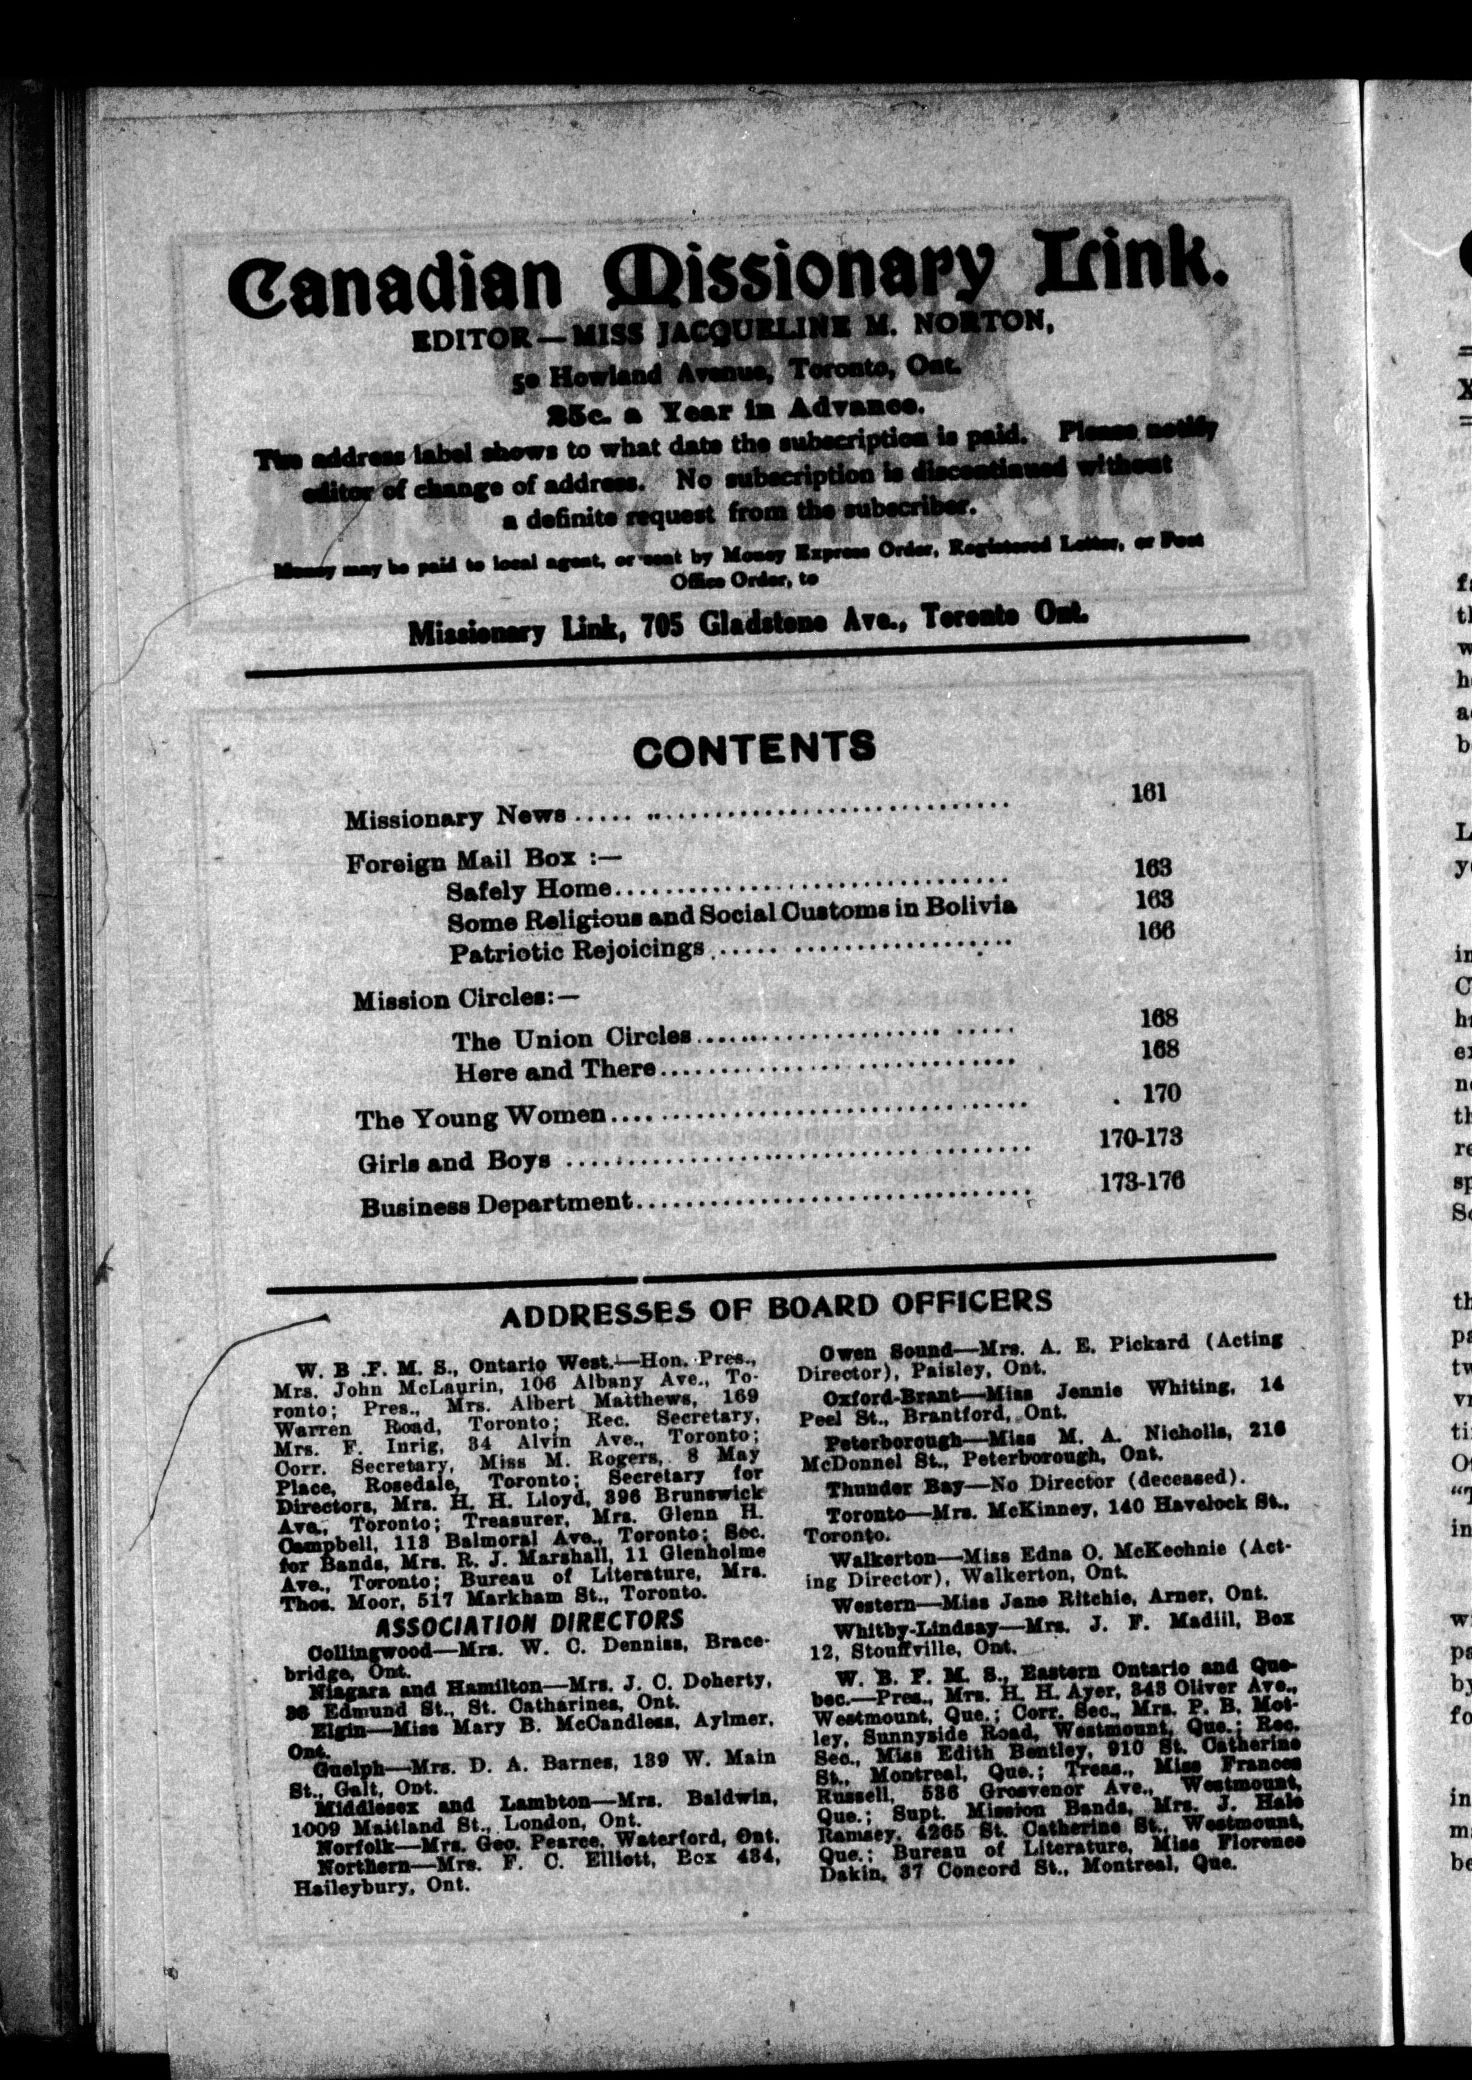 Canadian Missionary Link.
EDITOR—MISS JACQUELINE M. NORTON,
50 Howland Avenue, Toronto, Ont.
25c. a Year in Advance.
The address label shows to what date the subscription is paid. Please notify
editor of change of address. No subscription is discontinued without
a definite request from the subscriber.
Money may be paid to local agent, or sent by Money Express Order, Registered Letter, or Post
Office Order, to
Missionary Link, 705 Gladstone Ave., Toronto Ont.
CONTENTS
Missionary News..... .............................. 161
Foreign Mail Box :—
Safely Home................................ 163
Some Religious and Social Customs in Bolivia 163
Patriotic Rejoicings...... .................. 166
Mission Circles:—
The Union Circles.................... ..... 168
Here and There............................. 168
The Young Women.................................. 170
Girls and Boys ..................................... 170-173
Business Department................................ 173-176
ADDRESSES OF BOARD OFFICERS
W. B .F. M. S., Ontario West.—Hon. Pres.,
Mrs. John McLaurin, 106 Albany Ave., To-
ronto; Pres., Mrs. Albert Matthews, 169
Warren Road, Toronto; Rec. Secretary,
Mrs. F. Inrig, 34 Alvin Ave., Toronto;
Corr. Secretary, Miss M. Rogers, 8 May
Place, Rosedale, Toronto; Secretary for
Directors, Mrs. H. H. Lloyd, 396 Brunswick
Ave., Toronto; Treasurer, Mrs. Glenn H.
Campbell, 113 Balmoral Ave., Toronto; Sec.
for Bands, Mrs. R. J. Marshall, 11 Glenholme
Ave., Toronto; Bureau of Literature, Mrs.
Thos. Moor, 517 Markham St., Toronto.
ASSOCIATION DIRECTORS
Collingwood—Mrs. W. C. Denniss, Brace-
bridge, Ont.
Niagara and Hamilton—Mrs. J. C. Doherty,
36 Edmund St., St. Catharines, Ont.
Elgin—Miss Mary B. McCandless, Aylmer,
Ont.
Guelph—Mrs. D. A. Barnes, 139 W. Main
St., Galt, Ont.
Middlesex and Lambton—Mrs. Baldwin,
1009 Maitland St., London, Ont.
Norfolk—Mrs. Geo. Pearce, Waterford, Ont.
Northern—Mrs. F. C. Elliott, Box 434,
Haileybury, Ont.
Owen Sound—Mrs. A. E. Pickard (Acting
Director), Paisley, Ont.
Oxford-Brant—Miss Jennie Whiting, 14
Peel St., Brantford, Ont.
Peterborough—Miss M. A. Nicholls, 216
McDonnel St., Peterborough, Ont.
Thunder Bay—No Director (deceased).
Toronto—Mrs. McKinney, 140 Havelock St.,
Toronto.
Walkerton—Miss Edna O. McKechnie (Act-
ing Director), Walkerton, Ont.
Western—Miss Jane Ritchie, Arner, Ont.
Whitby-Lindsay—Mrs. J. F. Madill, Box
12, Stouffville, Ont.
W. B. F. M. S., Eastern Ontario and Que-
bec.—Pres., Mrs. H. H. Ayer, 343 Oliver Ave.,
Westmount, Que.; Corr. Sec., Mrs. P. B. Mot-
ley, Sunnyside Road, Westmount, Que.; Rec.
Sec., Miss Edith Bentley, 910 St. Catherine
St., Montreal, Que.; Treas., Miss Frances
Russell, 536 Grosvenor Ave., Westmount,
Que.; Supt. Mission Bands, Mrs. J. Hale
Ramsey, 4265 St. Catherine St., Westmount,
Que.; Bureau of Literature, Miss Florence
Dakin, 37 Concord St., Montreal, Que.